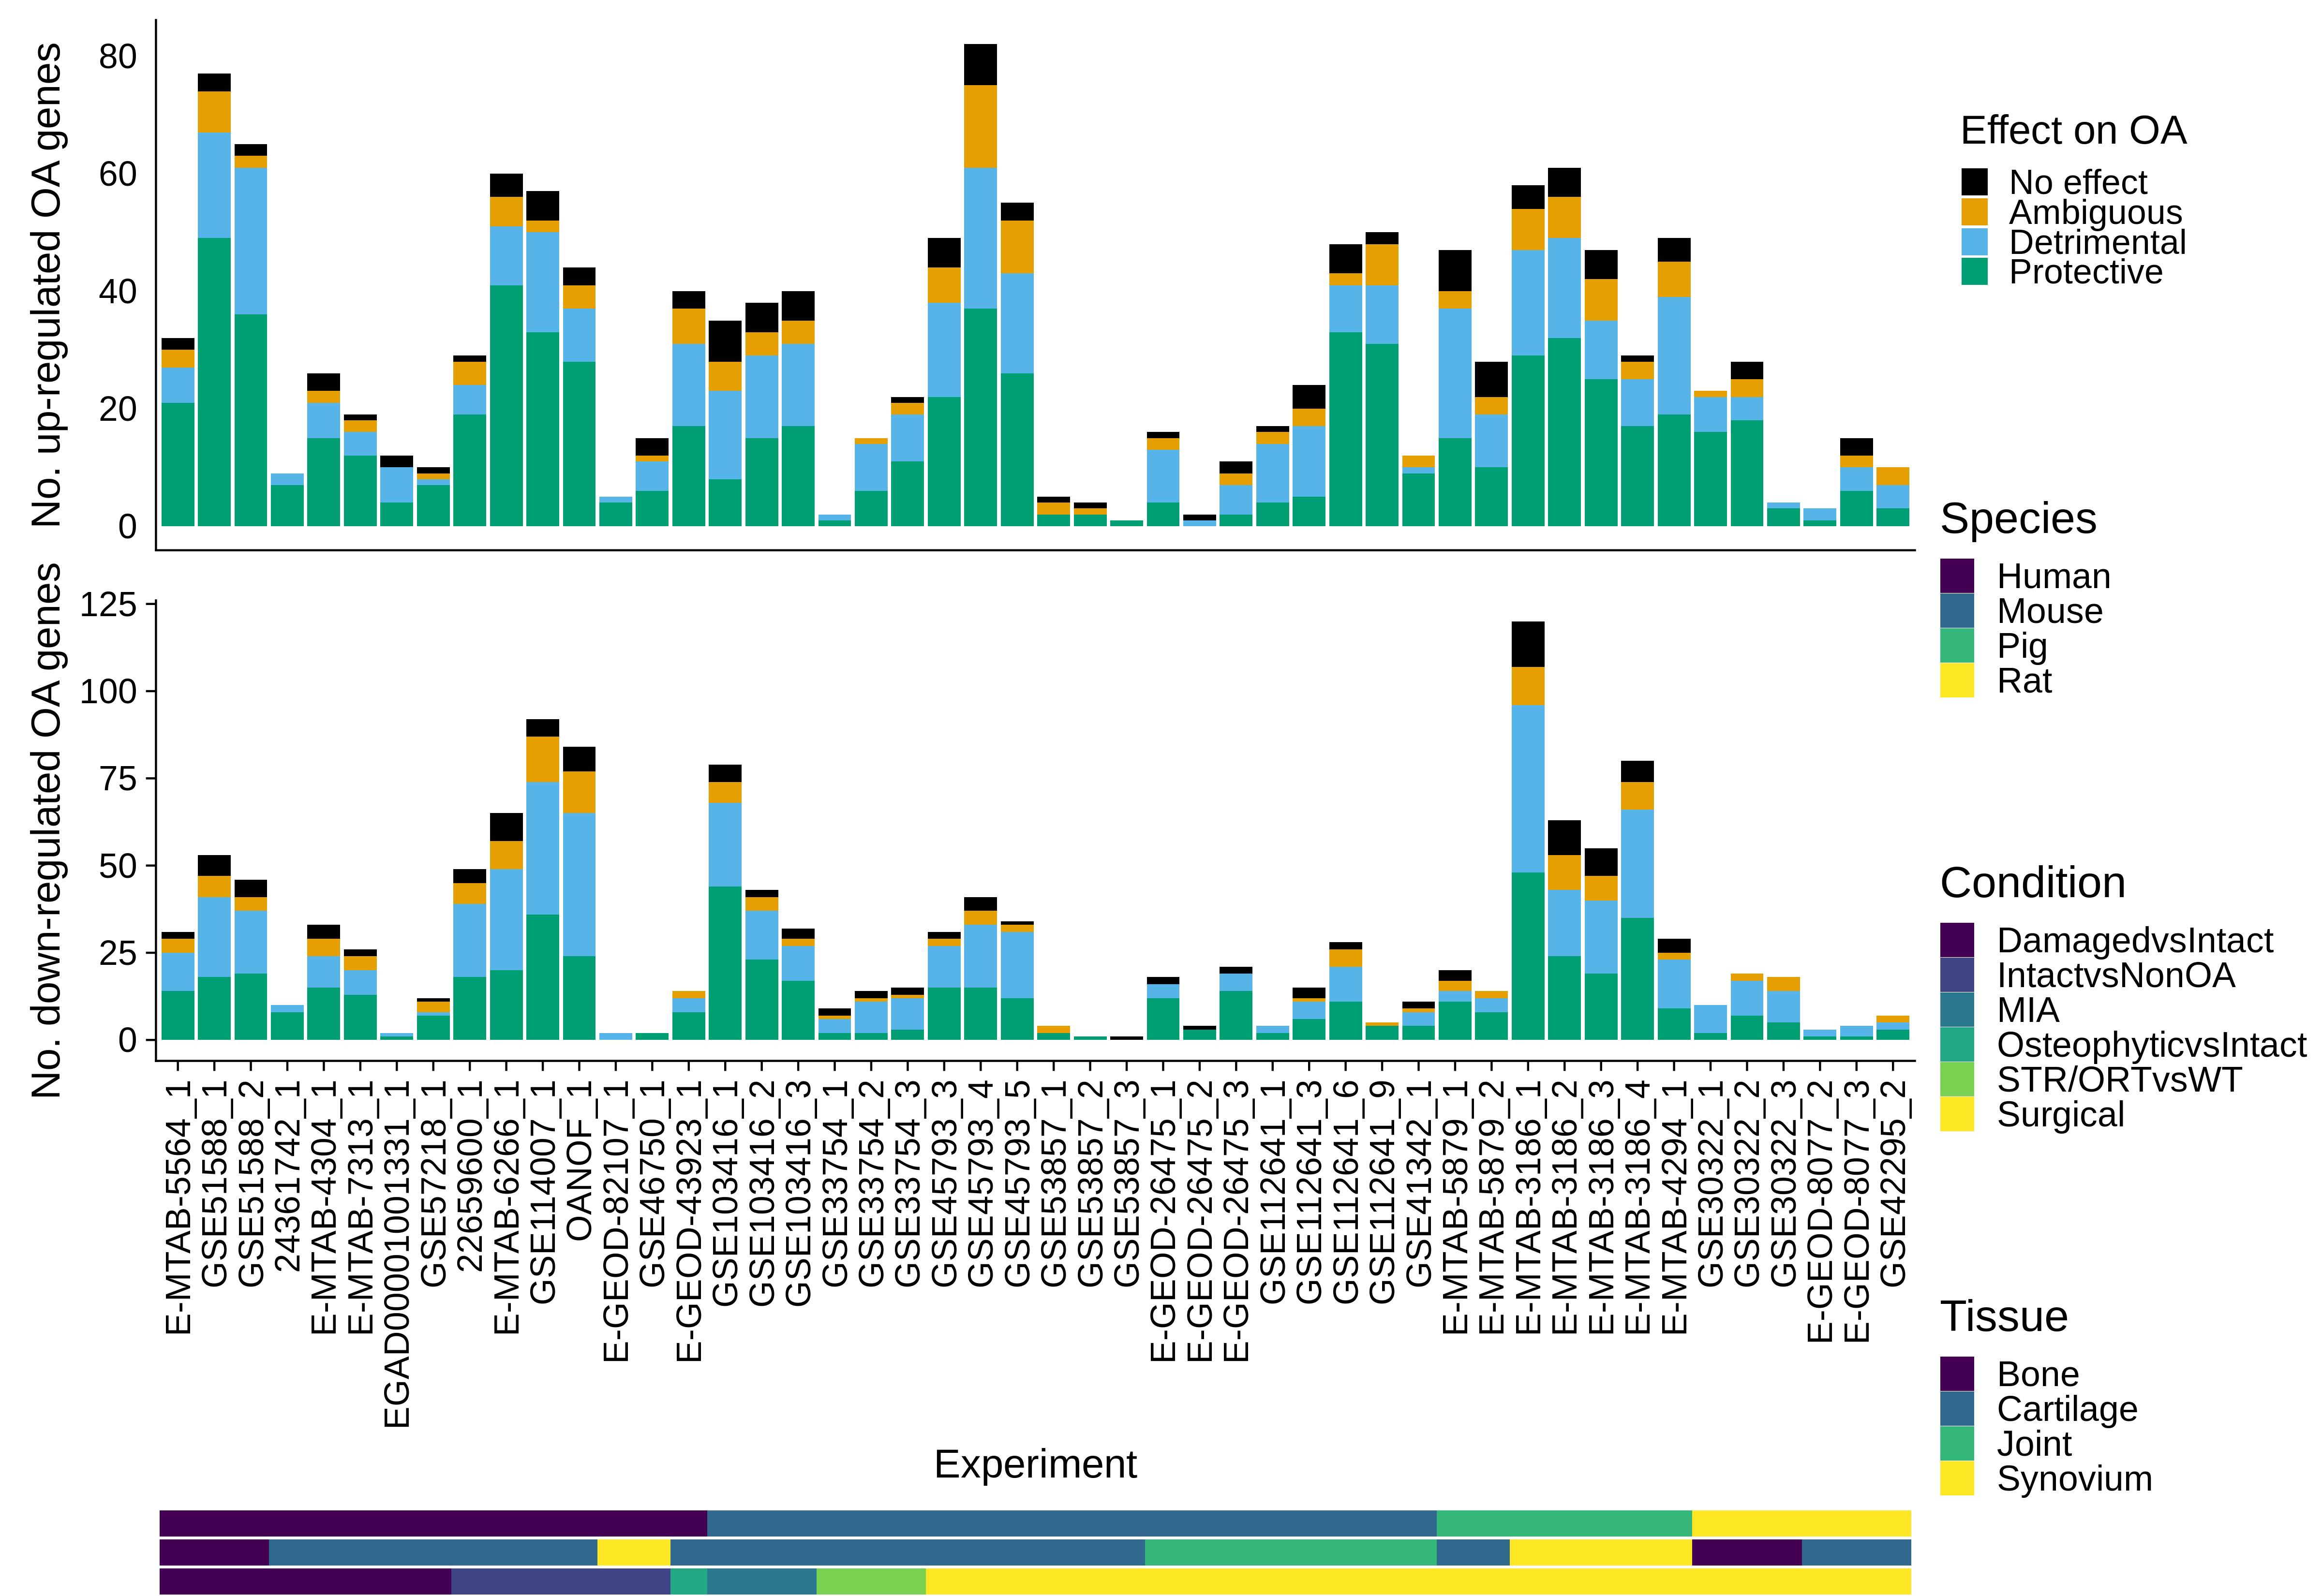 No. up-regulated OA genes
80
60
40
20
0
No. down-regulated OA genes
125
100
75
50
25
0
E-MTAB-5564_1
GSE51588_1
GSE51588_2
24361742_1
E-MTAB-4304_1
E-MTAB-7313_1
EGAD00001001331_1
GSE57218_1
22659600_1
E-MTAB-6266_1
GSE114007_1
OANOF_1
E-GEOD-82107_1
GSE46750_1
E-GEOD-43923_1
GSE103416_1
GSE103416_2
GSE103416_3
GSE33754_1
GSE33754_2
GSE33754_3
GSE45793_3
GSE45793_4
GSE45793_5
GSE53857_1
GSE53857_2
GSE53857_3
E-GEOD-26475_1
E-GEOD-26475_2
E-GEOD-26475_3
GSE112641_1
GSE112641_3
GSE112641_6
GSE112641_9
GSE41342_1
E-MTAB-5879_1
E-MTAB-5879_2
E-MTAB-3186_1
E-MTAB-3186_2
E-MTAB-3186_3
E-MTAB-3186_4
E-MTAB-4294_1
GSE30322_1
GSE30322_2
GSE30322_3
E-GEOD-8077_2
E-GEOD-8077_3
GSE42295_2
Experiment
Effect on OA
No effect
Ambiguous
Detrimental
Protective
Species
Human
Mouse
Pig
Rat
Condition
DamagedvsIntact
IntactvsNonOA
MIA
OsteophyticvsIntact
STR/ORTvsWT
Surgical
Tissue
Bone
Cartilage
Joint
Synovium